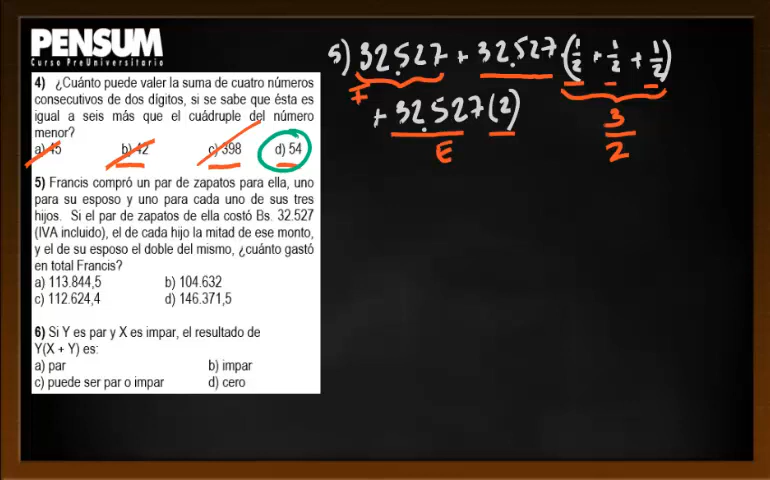 PENSUM
Curso PreUniversitario
4) ¿Cuánto puede valer la suma de cuatro números
consecutivos de dos dígitos, si se sabe que ésta es
igual a seis más que el cuádruple del número
menor?
a) 45 b) 42 c) 398 d) 54
5) Francis compró un par de zapatos para ella, uno
para su esposo y uno para cada uno de sus tres
hijos. Si el par de zapatos de ella costó Bs. 32.527
(IVA incluido), el de cada hijo la mitad de ese monto,
y el de su esposo el doble del mismo, ¿cuánto gastó
en total Francis?
a) 113.844,5 b) 104.632
c) 112.624,4 d) 146.371,5
6) Si Y es par y X es impar, el resultado de
Y(X + Y) es:
a) par b) impar
c) puede ser par o impar d) cero
5) 32.527 + 32.527 (1/2 + 1/2 + 1/2)
F
+ 32.527 (2) 3/2
E